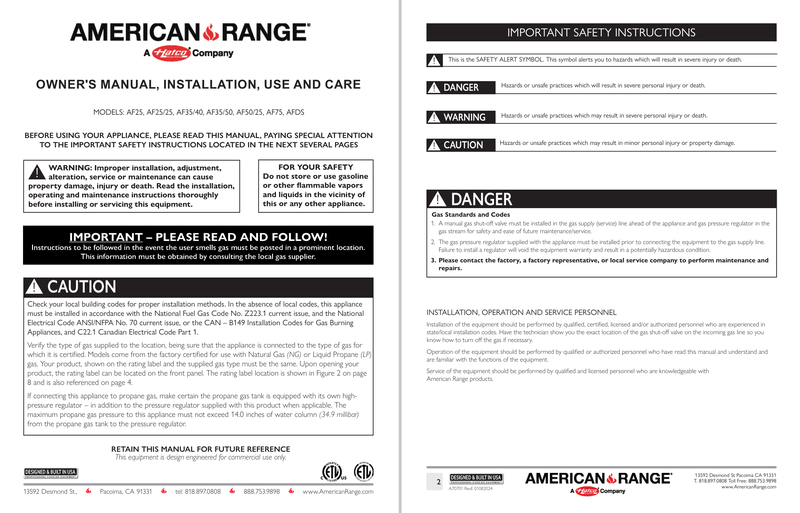 AMERICAN RANGE®
A Hatco Company
OWNER'S MANUAL, INSTALLATION, USE AND CARE
MODELS: AF25, AF25/25, AF35/40, AF35/50, AF50/25, AF75, AFDS
BEFORE USING YOUR APPLIANCE, PLEASE READ THIS MANUAL, PAYING SPECIAL ATTENTION
TO THE IMPORTANT SAFETY INSTRUCTIONS LOCATED IN THE NEXT SEVERAL PAGES
WARNING: Improper installation, adjustment,
alteration, service or maintenance can cause
property damage, injury or death. Read the installation,
operating and maintenance instructions thoroughly
before installing or servicing this equipment.
FOR YOUR SAFETY
Do not store or use gasoline
or other flammable vapors
and liquids in the vicinity of
this or any other appliance.
IMPORTANT – PLEASE READ AND FOLLOW!
Instructions to be followed in the event the user smells gas must be posted in a prominent location.
This information must be obtained by consulting the local gas supplier.
CAUTION
Check your local building codes for proper installation methods. In the absence of local codes, this appliance
must be installed in accordance with the National Fuel Gas Code No. Z223.1 current issue, and the National
Electrical Code ANSI/NFPA No. 70 current issue, or the CAN – B149 Installation Codes for Gas Burning
Appliances, and C22.1 Canadian Electrical Code Part 1.
Verify the type of gas supplied to the location, being sure that the appliance is connected to the type of gas for
which it is certified. Models come from the factory certified for use with Natural Gas (NG) or Liquid Propane (LP)
gas. Your product, shown on the rating label and the supplied gas type must be the same. Upon opening your
product, the rating label can be located on the front panel. The rating label location is shown in Figure 2 on page
8 and is also referenced on page 4.
If connecting this appliance to propane gas, make certain the propane gas tank is equipped with its own high-
pressure regulator – in addition to the pressure regulator supplied with this product when applicable. The
maximum propane gas pressure to this appliance must not exceed 14.0 inches of water column (34.9 millibar)
from the propane gas tank to the pressure regulator.
RETAIN THIS MANUAL FOR FUTURE REFERENCE
This equipment is design engineered for commercial use only.
DESIGNED & BUILT IN USA
C ETL US ETL
13592 Desmond St., Pacoima, CA 91331 tel: 818.897.0808 888.753.9898 www.AmericanRange.com
IMPORTANT SAFETY INSTRUCTIONS
This is the SAFETY ALERT SYMBOL. This symbol alerts you to hazards which will result in severe injury or death.
DANGER Hazards or unsafe practices which will result in severe personal injury or death.
WARNING Hazards or unsafe practices which may result in severe personal injury or death.
CAUTION Hazards or unsafe practices which may result in minor personal injury or property damage.
DANGER
Gas Standards and Codes
1. A manual gas shut-off valve must be installed in the gas supply (service) line ahead of the appliance and gas pressure regulator in the
gas stream for safety and ease of future maintenance/service.
2. The gas pressure regulator supplied with the appliance must be installed prior to connecting the equipment to the gas supply line.
Failure to install a regulator will void the equipment warranty and result in a potentially hazardous condition.
3. Please contact the factory, a factory representative, or local service company to perform maintenance and
repairs.
INSTALLATION, OPERATION AND SERVICE PERSONNEL
Installation of the equipment should be performed by qualified, certified, licensed and/or authorized personnel who are experienced in
state/local installation codes. Have the technician show you the exact location of the gas shut-off valve on the incoming gas line so you
know how to turn off the gas if necessary.
Operation of the equipment should be performed by qualified or authorized personnel who have read this manual and understand and
are familiar with the functions of the equipment.
Service of the equipment should be performed by qualified and licensed personnel who are knowledgeable with
American Range products.
2
DESIGNED & BUILT IN USA
A70701 RevE 01082024
AMERICAN RANGE®
A Hatco Company
13592 Desmond St Pacoima CA 91331
T. 818.897.0808 Toll Free: 888.753.9898
www.AmericanRange.com